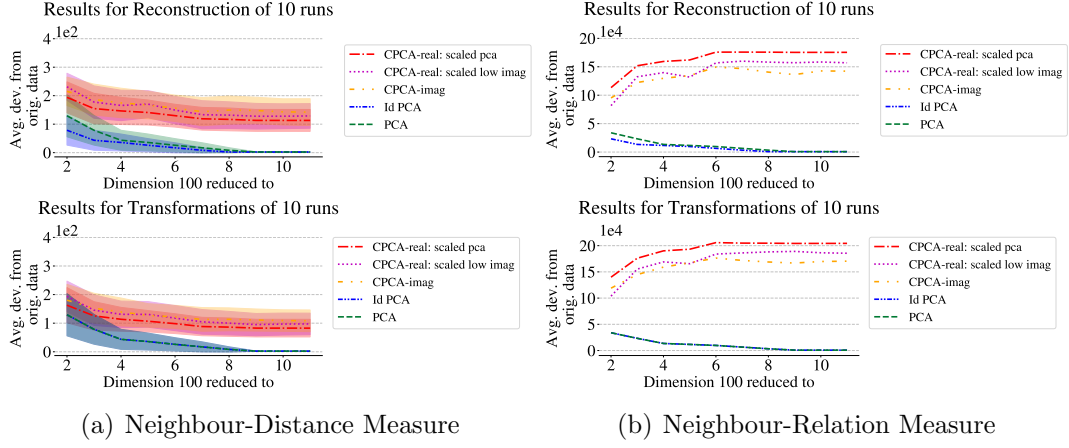 Results for Reconstruction of 10 runs
1e2
Avg. dev. from
orig. data
4
3
2
1
0
2 4 6 8 10
Dimension 100 reduced to
CPCA-real: scaled pca
CPCA-real: scaled low imag
CPCA-imag
Id PCA
PCA
Results for Transformations of 10 runs
1e2
Avg. dev. from
orig. data
4
3
2
1
0
2 4 6 8 10
Dimension 100 reduced to
CPCA-real: scaled pca
CPCA-real: scaled low imag
CPCA-imag
Id PCA
PCA
(a) Neighbour-Distance Measure
Results for Reconstruction of 10 runs
1e4
Avg. dev. from
orig. data
20
15
10
5
0
2 4 6 8 10
Dimension 100 reduced to
CPCA-real: scaled pca
CPCA-real: scaled low imag
CPCA-imag
Id PCA
PCA
Results for Transformations of 10 runs
1e4
Avg. dev. from
orig. data
20
15
10
5
0
2 4 6 8 10
Dimension 100 reduced to
CPCA-real: scaled pca
CPCA-real: scaled low imag
CPCA-imag
Id PCA
PCA
(b) Neighbour-Relation Measure